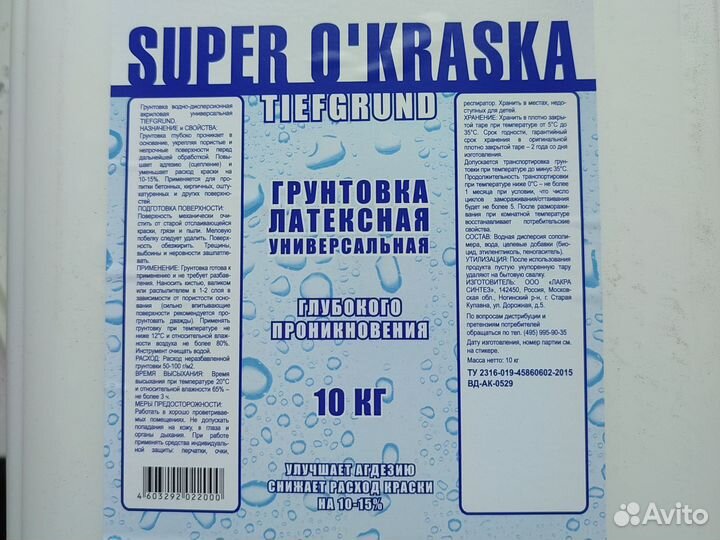 SUPER O'KRASKA
TIEFGRUND
Грунтовка водно-дисперсионная
акриловая универсальная
TIEFGRUND.
НАЗНАЧЕНИЕ и СВОЙСТВА:
Грунтовка глубоко проникает в
основание, укрепляя пористые и
непрочные поверхности перед
дальнейшей обработкой. Повы-
шает адгезию (сцепление) и
уменьшает расход краски на
10-15%. Применяется для про-
питки бетонных, кирпичных, ошту-
катуренных и других поверхно-
стей.
ПОДГОТОВКА ПОВЕРХНОСТИ:
Поверхность механически очи-
стить от старой отслаивающейся
краски, грязи и пыли. Меловую
побелку следует удалить. Поверх-
ность обезжирить. Трещины,
выбоины и неровности зашпатле-
вать.
ПРИМЕНЕНИЕ: Грунтовка готова к
применению и не требует разбав-
ления. Наносить кистью, валиком
или распылителем в 1-2 слоя в
зависимости от пористости осно-
вания (сильно впитывающие
поверхности рекомендуется про-
грунтовать дважды). Применять
грунтовку при температуре не
ниже 12°С и относительной влажно-
сти воздуха не более 80%.
Инструмент очищать водой.
РАСХОД: Расход неразбавленной
грунтовки 50-100 г/м2.
ВРЕМЯ ВЫСЫХАНИЯ: Время
высыхания при температуре 20°С
и относительной влажности 65% –
не более 3 ч.
МЕРЫ ПРЕДОСТОРОЖНОСТИ:
Работать в хорошо проветривае-
мых помещениях. Не допускать
попадания на кожу, в глаза и
органы дыхания. При работе
применять средства индивидуаль-
ной защиты: перчатки, очки,
4 603292 022000
ГРУНТОВКА
ЛАТЕКСНАЯ
УНИВЕРСАЛЬНАЯ
ГЛУБОКОГО
ПРОНИКНОВЕНИЯ
10 КГ
УЛУЧШАЕТ АГДЕЗИЮ
СНИЖАЕТ РАСХОД КРАСКИ
НА 10-15%
респиратор. Хранить в местах, недо-
ступных для детей.
ХРАНЕНИЕ: Хранить в плотно закры-
той таре при температуре от 5°С до
35°С. Срок годности, гарантийный
срок хранения в оригинальной
плотно закрытой таре – 2 года со дня
изготовления.
Допускается транспортировка грун-
товки при температуре до минус 35°С.
Продолжительность транспортировки
при температуре ниже 0°С – не более
1 месяца при условии, что число
циклов замораживания/оттаивания
будет не более 5. После разморажи-
вания при комнатной температуре
восстанавливает потребительские
свойства.
СОСТАВ: Водная дисперсия сополи-
мера, вода, целевые добавки (био-
цид, этиленгликоль, пеногаситель).
УТИЛИЗАЦИЯ: После использования
продукта пустую укупоренную тару
удаляют на бытовую свалку.
ИЗГОТОВИТЕЛЬ: ООО «ЛАКРА
СИНТЕЗ», 142450, Россия, Москов-
ская обл., Ногинский р-н, г. Старая
Купавна, ул. Дорожная, д.5.
По вопросам дистрибуции и
претензиям потребителей
обращаться по тел. (495) 995-90-35
Дата изготовления, номер партии см.
на стикере.
Масса нетто: 10 кг
ТУ 2316-019-45860602-2015
ВД-АК-0529
Avito